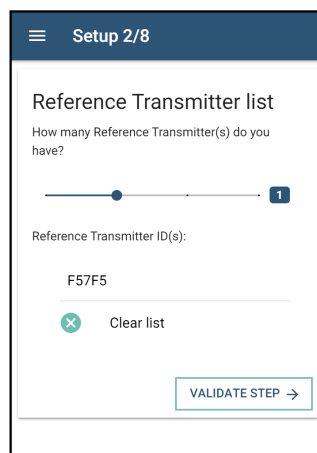 Setup 2/8
Reference Transmitter list
How many Reference Transmitter(s) do you
have?
1
Reference Transmitter ID(s):
F57F5
Clear list
VALIDATE STEP